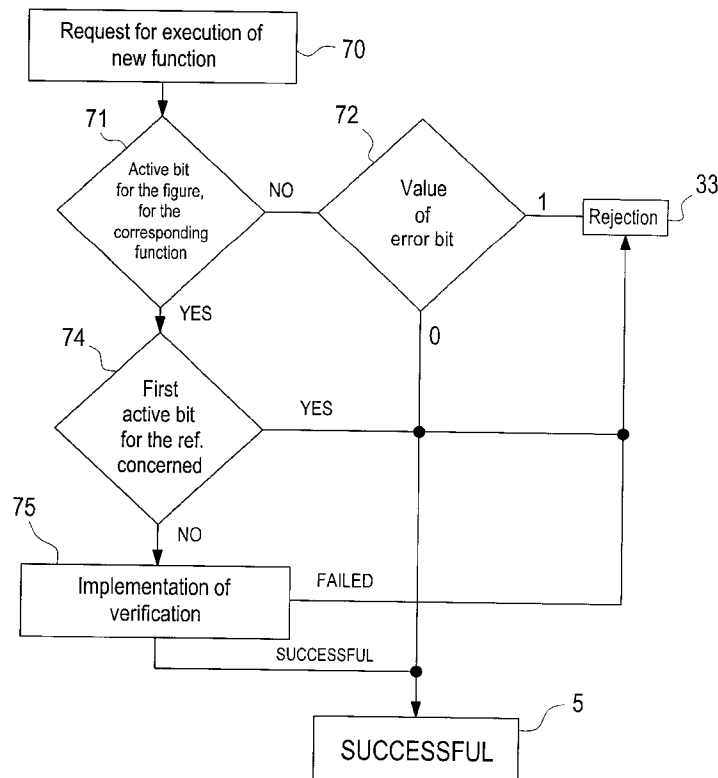 Request for execution of
new function
70
71
72
Active bit
for the figure,
for the
corresponding
function
NO
Value
of
error bit
1
Rejection
33
YES
0
74
First
active bit
for the ref.
concerned
YES
75
NO
Implementation of
verification
FAILED
SUCCESSFUL
5
SUCCESSFUL